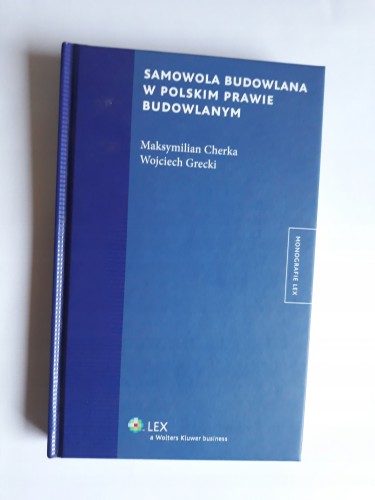 SAMOWOLA BUDOWLANA
W POLSKIM PRAWIE
BUDOWLANYM
Maksymilian Cherka
Wojciech Grecki
MONOGRAFIE LEX
LEX
a Wolters Kluwer business